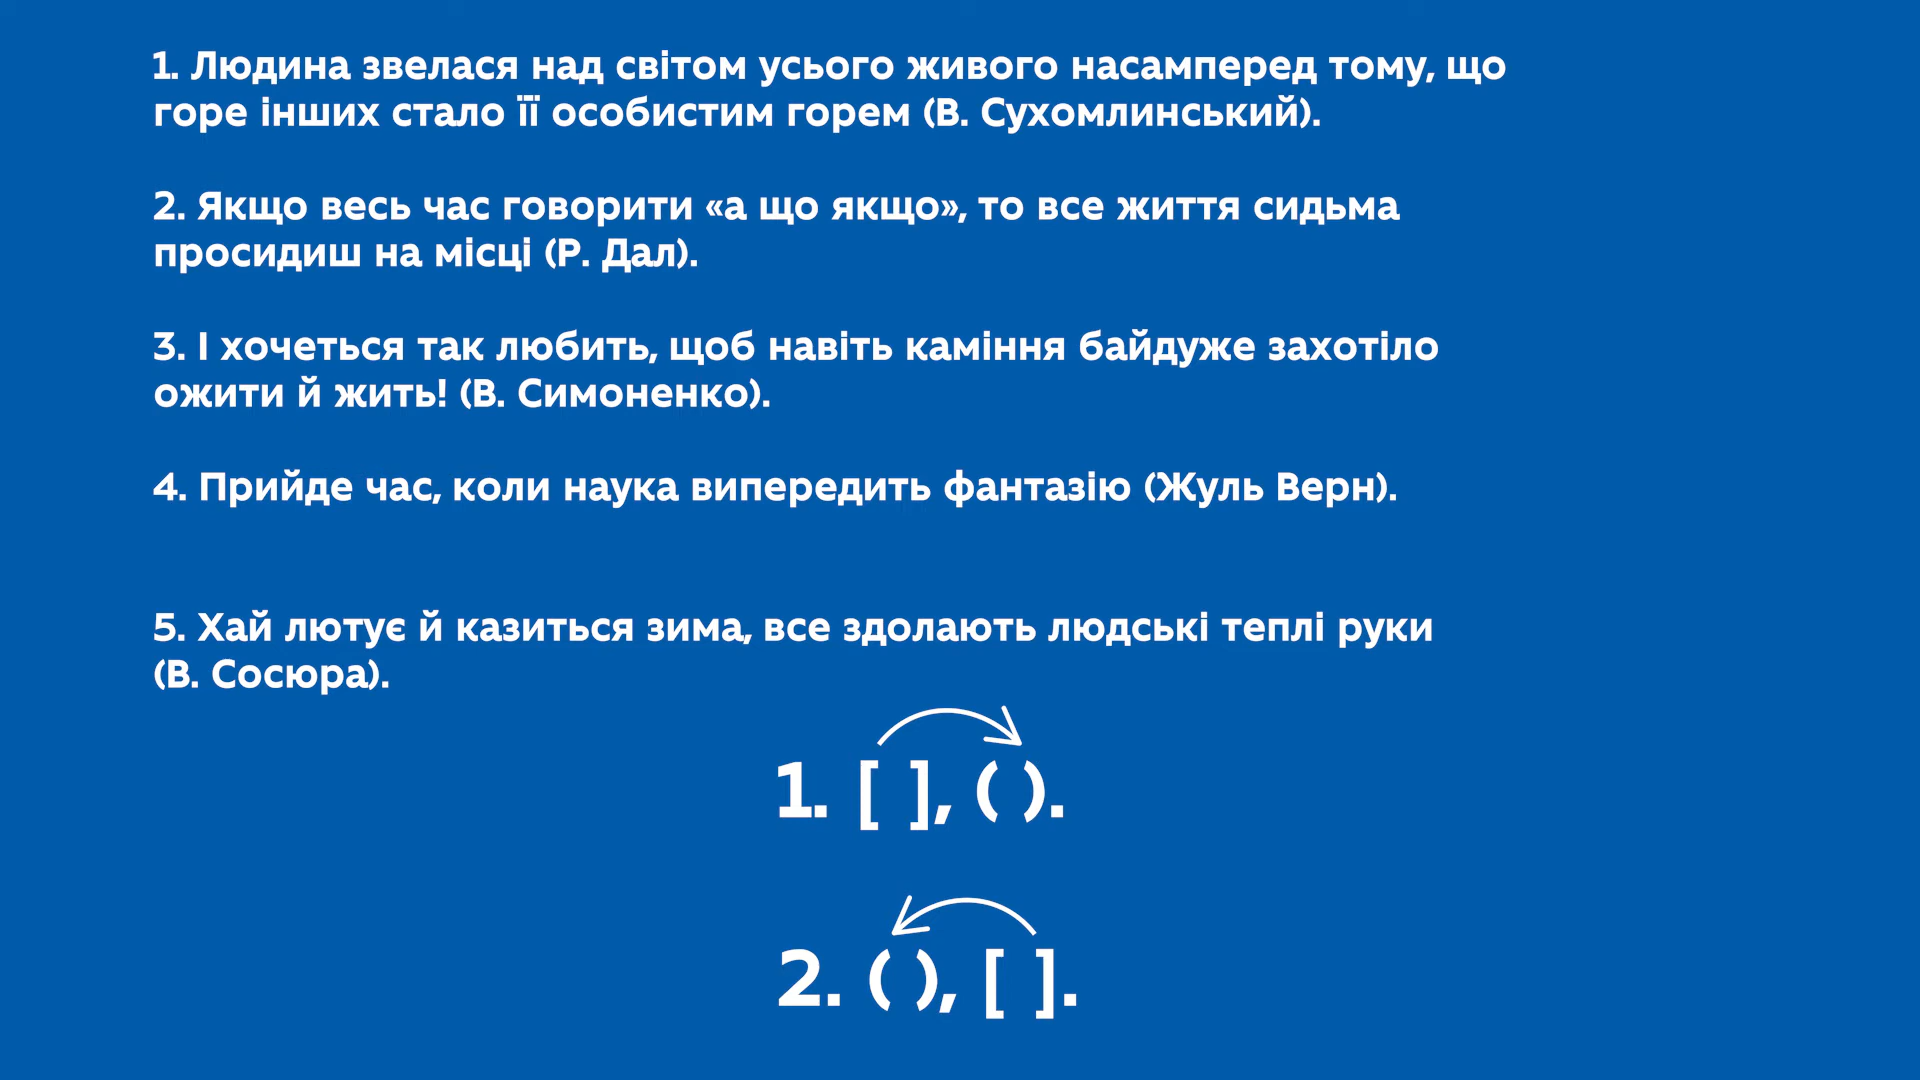 1. Людина звелася над світом усього живого насамперед тому, що
горе інших стало її особистим горем (В. Сухомлинський).
2. Якщо весь час говорити «а що якщо», то все життя сидьма
просидиш на місці (Р. Дал).
3. І хочеться так любить, щоб навіть каміння байдуже захотіло
ожити й жить! (В. Симоненко).
4. Прийде час, коли наука випередить фантазію (Жуль Верн).
5. Хай лютує й казиться зима, все здолають людські теплі руки
(В. Сосюра).
1. [ ], ( ).
2. ( ), [ ].